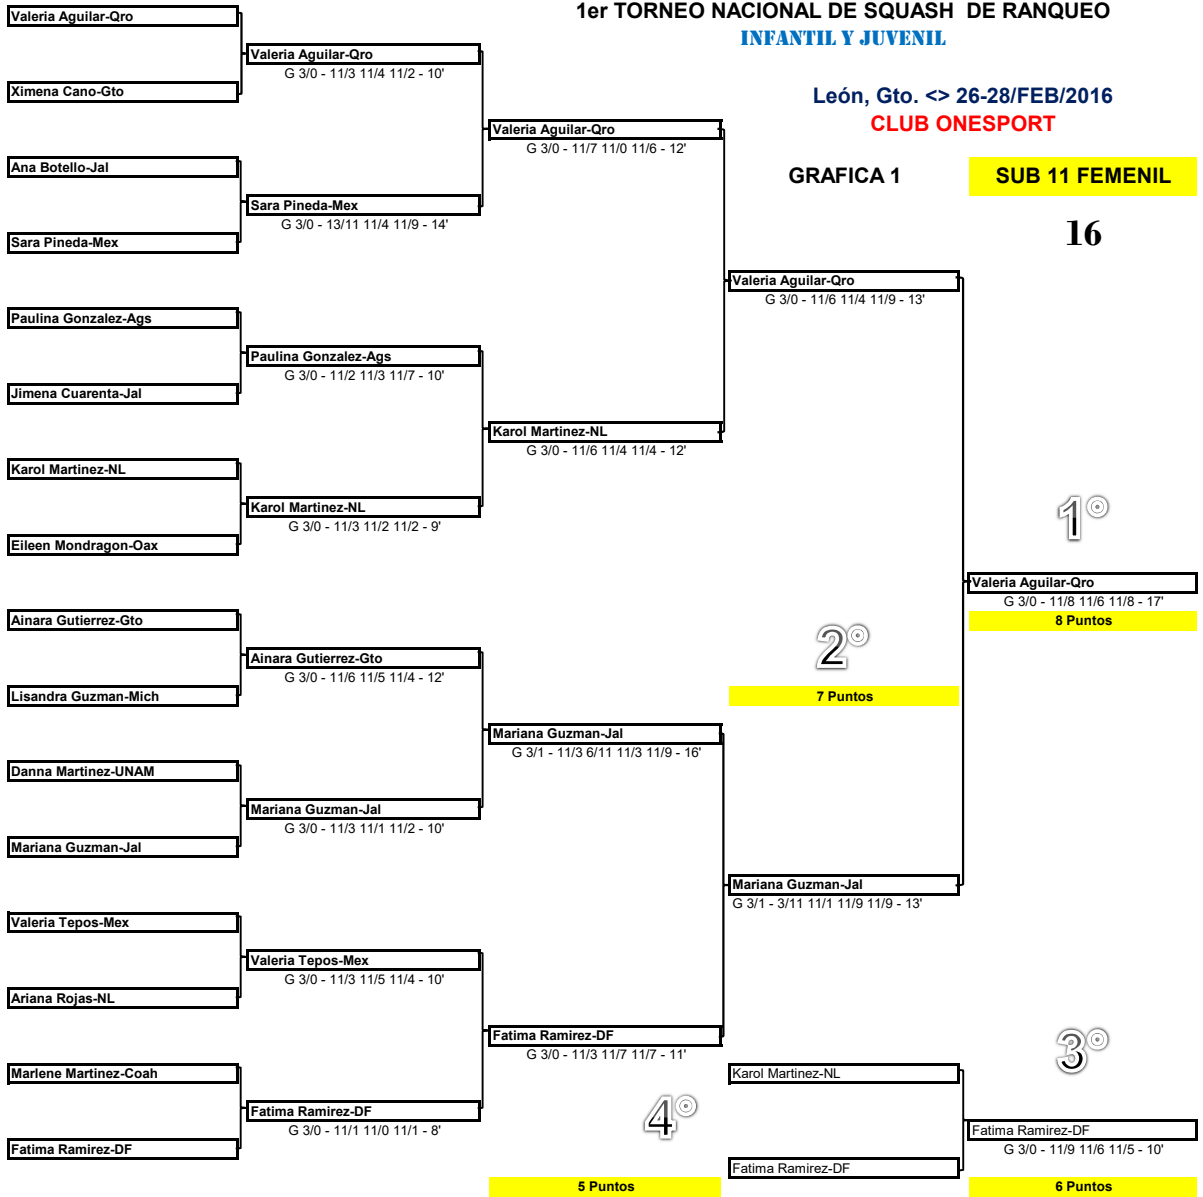 1er TORNEO NACIONAL DE SQUASH DE RANQUEO
INFANTIL Y JUVENIL
León, Gto. <> 26-28/FEB/2016
CLUB ONESPORT
GRAFICA 1
SUB 11 FEMENIL
16
Valeria Aguilar-Qro
Ximena Cano-Gto
Ana Botello-Jal
Sara Pineda-Mex
Paulina Gonzalez-Ags
Jimena Cuarenta-Jal
Karol Martinez-NL
Eileen Mondragon-Oax
Ainara Gutierrez-Gto
Lisandra Guzman-Mich
Danna Martinez-UNAM
Mariana Guzman-Jal
Valeria Tepos-Mex
Ariana Rojas-NL
Marlene Martinez-Coah
Fatima Ramirez-DF
Valeria Aguilar-Qro
G 3/0 - 11/3 11/4 11/2 - 10'
Sara Pineda-Mex
G 3/0 - 13/11 11/4 11/9 - 14'
Paulina Gonzalez-Ags
G 3/0 - 11/2 11/3 11/7 - 10'
Karol Martinez-NL
G 3/0 - 11/3 11/2 11/2 - 9'
Ainara Gutierrez-Gto
G 3/0 - 11/6 11/5 11/4 - 12'
Mariana Guzman-Jal
G 3/0 - 11/3 11/1 11/2 - 10'
Valeria Tepos-Mex
G 3/0 - 11/3 11/5 11/4 - 10'
Fatima Ramirez-DF
G 3/0 - 11/1 11/0 11/1 - 8'
Valeria Aguilar-Qro
G 3/0 - 11/7 11/0 11/6 - 12'
Karol Martinez-NL
G 3/0 - 11/6 11/4 11/4 - 12'
Mariana Guzman-Jal
G 3/1 - 11/3 6/11 11/3 11/9 - 16'
Fatima Ramirez-DF
G 3/0 - 11/3 11/7 11/7 - 11'
4°
5 Puntos
Valeria Aguilar-Qro
G 3/0 - 11/6 11/4 11/9 - 13'
2°
7 Puntos
Mariana Guzman-Jal
G 3/1 - 3/11 11/1 11/9 11/9 - 13'
Karol Martinez-NL
Fatima Ramirez-DF
1°
Valeria Aguilar-Qro
G 3/0 - 11/8 11/6 11/8 - 17'
8 Puntos
3°
Fatima Ramirez-DF
G 3/0 - 11/9 11/6 11/5 - 10'
6 Puntos